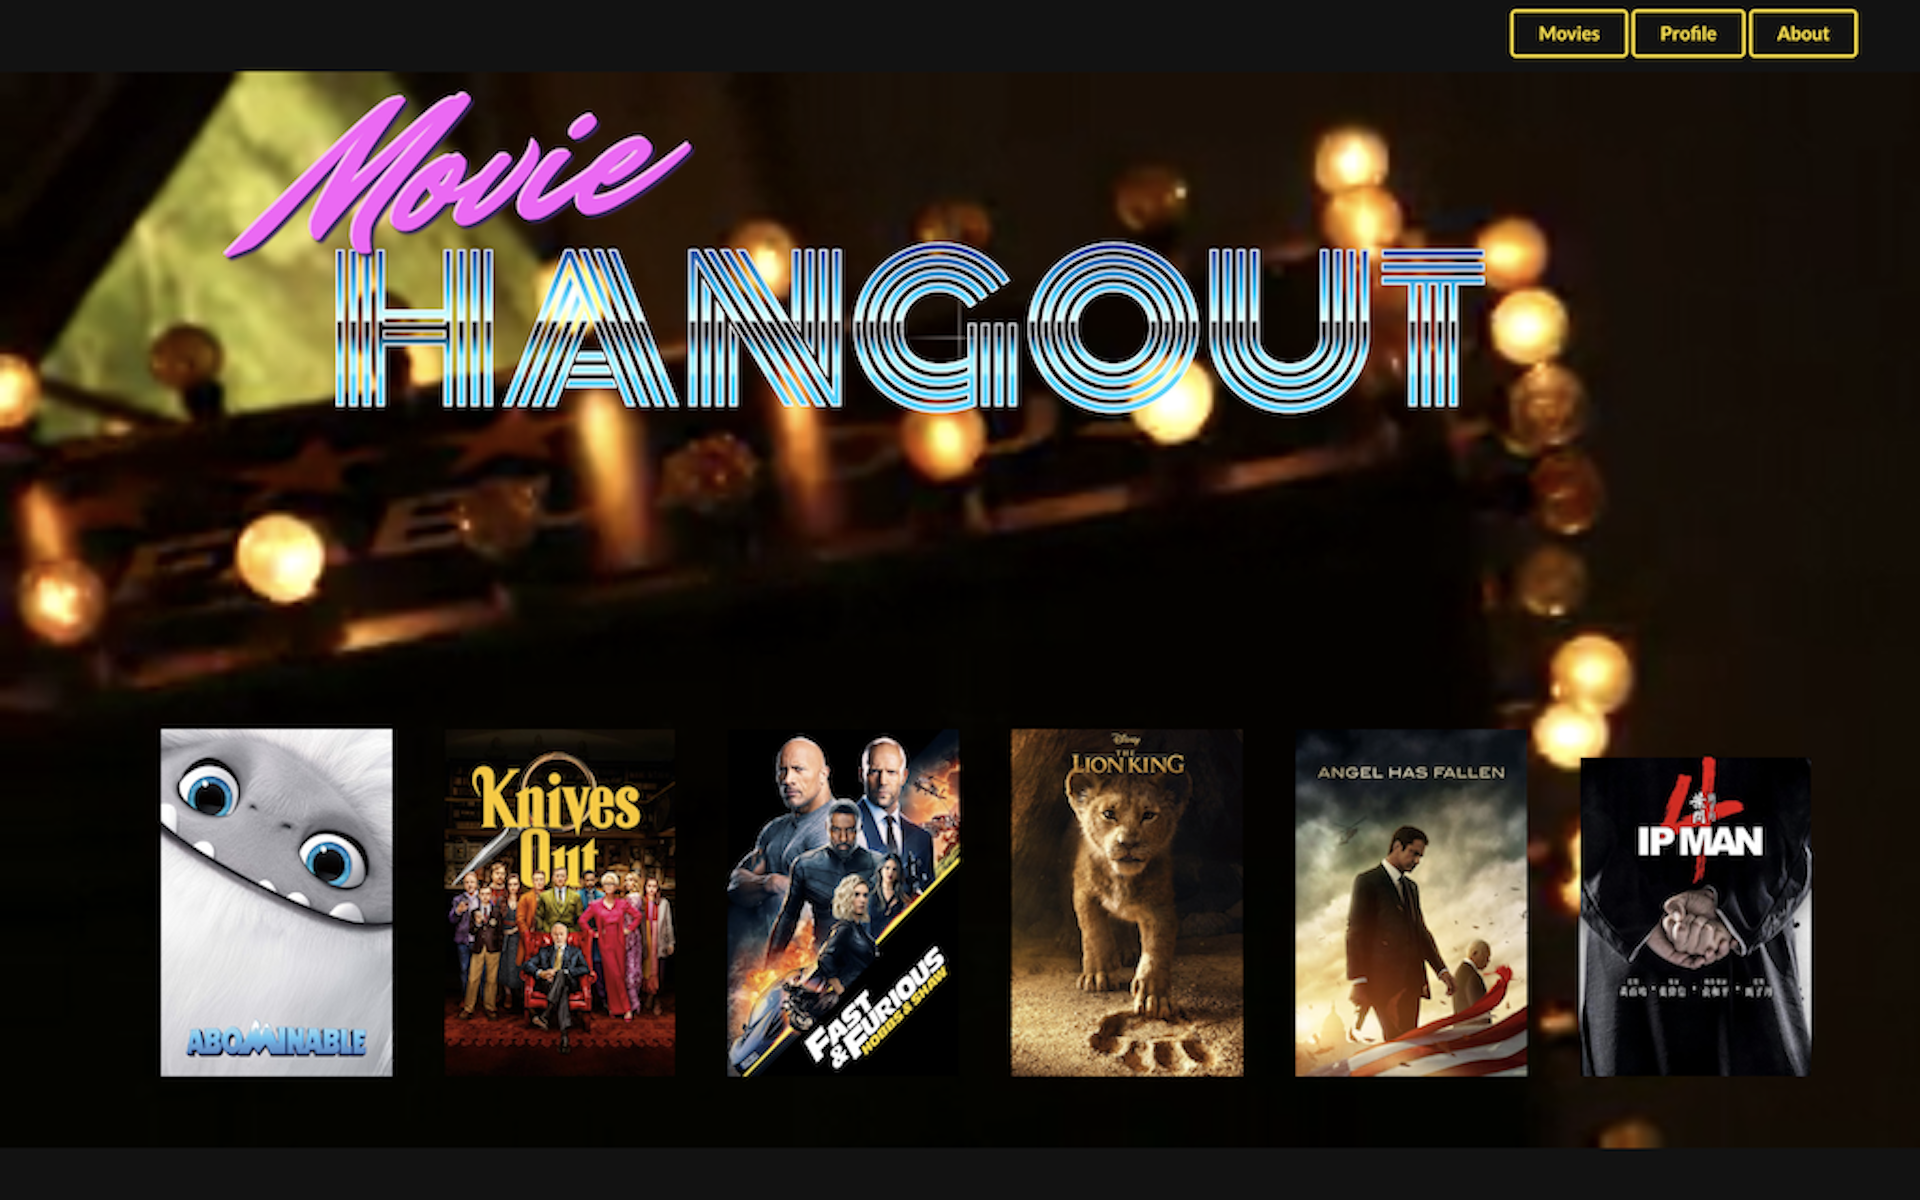 Movies
Profile
About
Movie
HANGOUT
ABOMINABLE
Knives
Out
FAST
& FURIOUS
HOBBS & SHAW
Disney
THE
LION KING
ANGEL HAS FALLEN
4
IP MAN